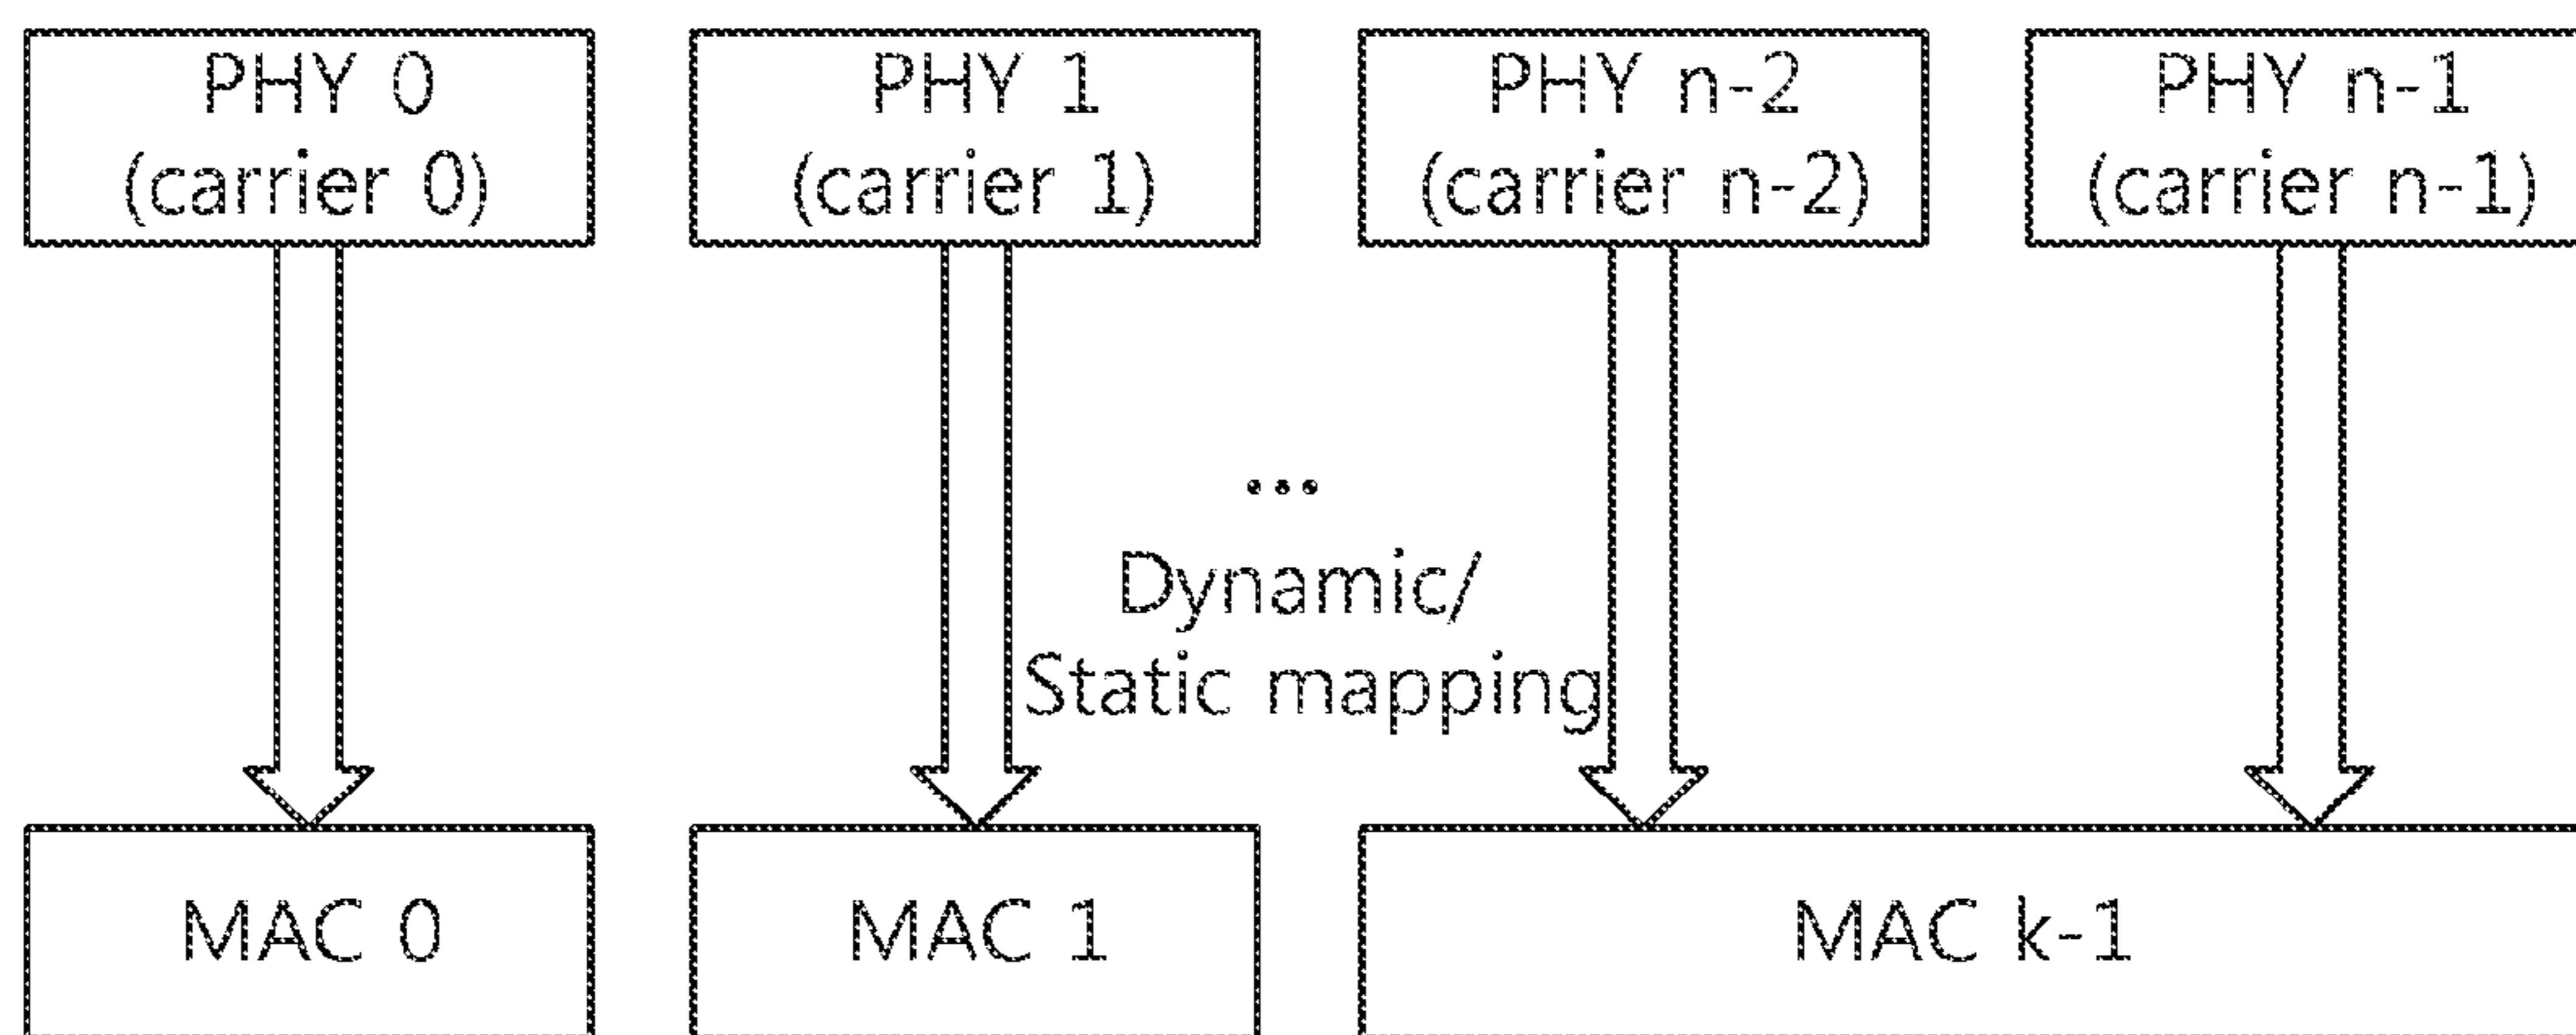 PHY 0
(carrier 0)
PHY 1
(carrier 1)
PHY n-2
(carrier n-2)
PHY n-1
(carrier n-1)
...
Dynamic/
Static mapping
MAC 0
MAC 1
MAC k-1